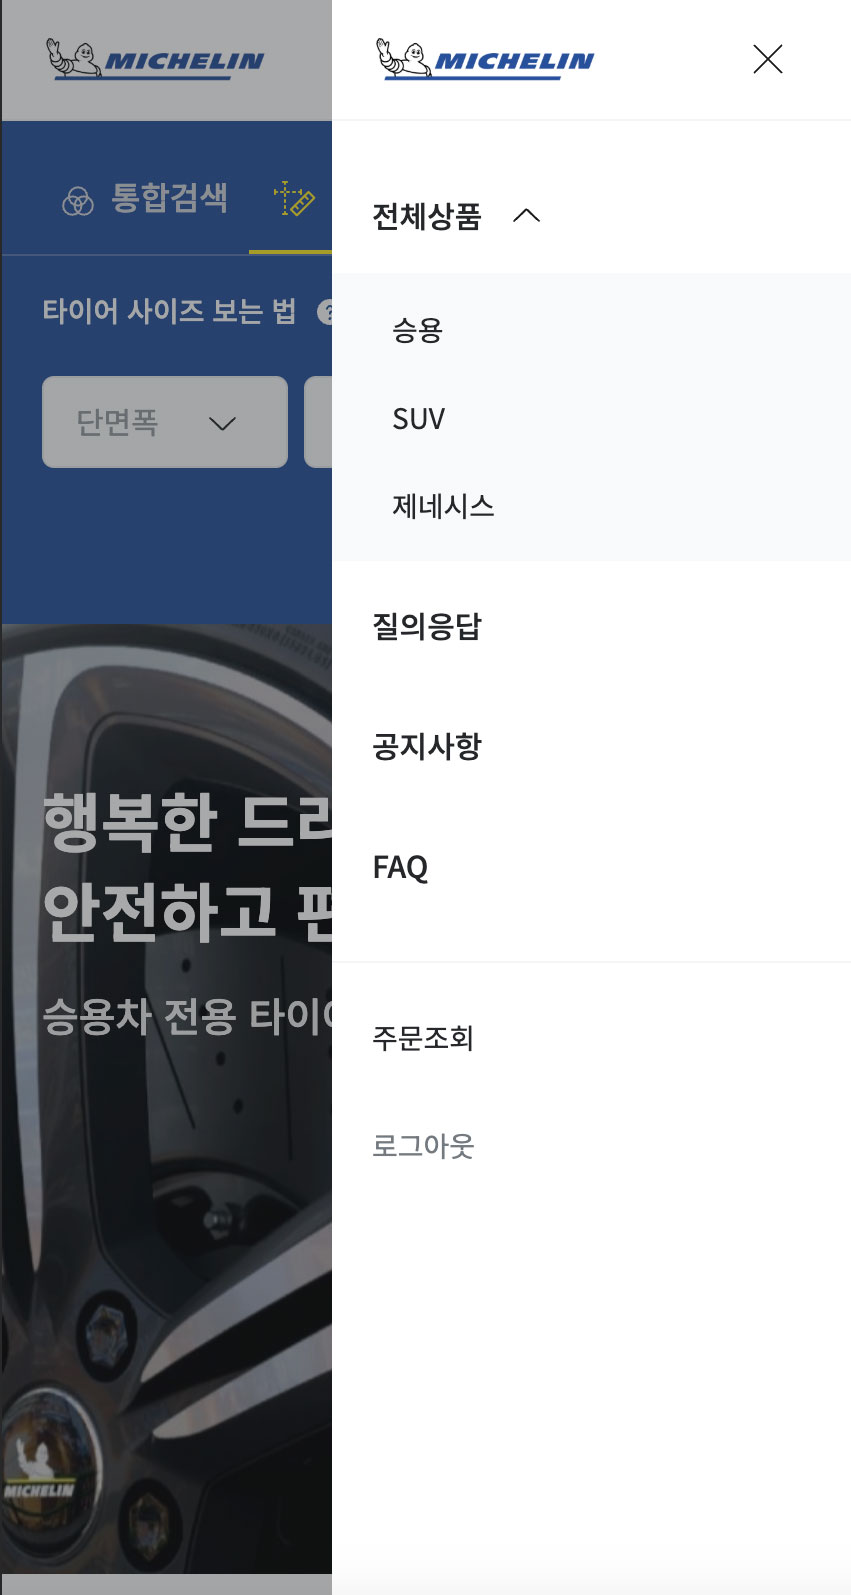 MICHELIN
통합검색
타이어 사이즈 보는 법
단면폭
행복한 드
안전하고
승용차 전용 타이
MICHELIN
MICHELIN
전체상품
승용
SUV
제네시스
질의응답
공지사항
FAQ
주문조회
로그아웃